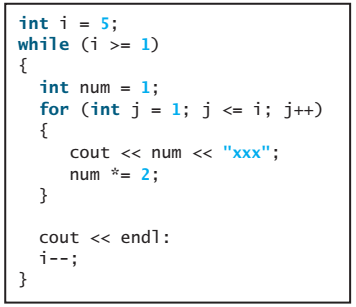 int i = 5;
while (i >= 1)
{
  int num = 1;
  for (int j = 1; j <= i; j++)
  {
     cout << num << "xxx";
     num *= 2;
  }

  cout << endl:
  i--;
}